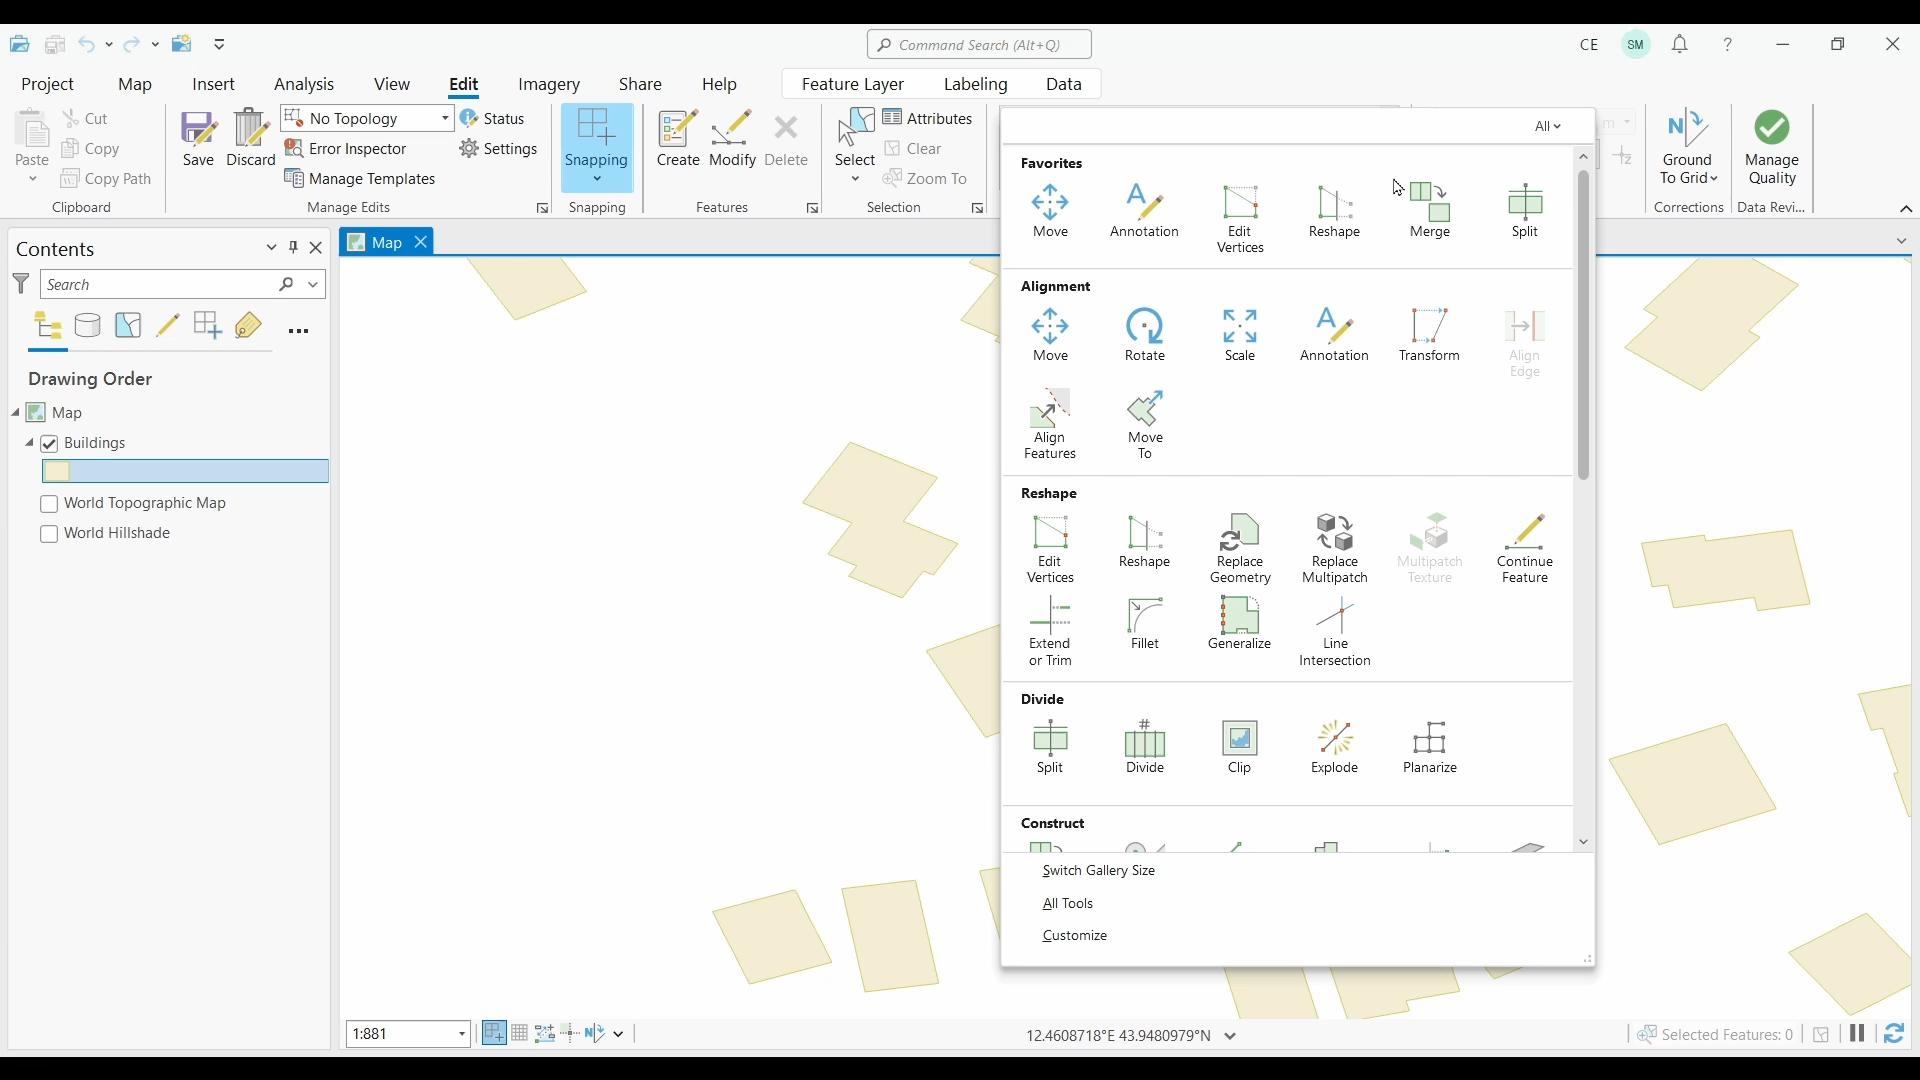 Command Search (Alt+Q)
CE
SM
?
Project
Map
Insert
Analysis
View
Edit
Imagery
Share
Help
Feature Layer
Labeling
Data
Paste
Cut
Copy
Copy Path
Clipboard
Save
Discard
No Topology
Error Inspector
Manage Templates
Status
Settings
Manage Edits
Snapping
Snapping
Create
Modify
Delete
Features
Select
Attributes
Clear
Zoom To
Selection
Ground
To Grid
Corrections
Manage
Quality
Data Revi...
Contents
Search
Drawing Order
Map
Buildings
World Topographic Map
World Hillshade
Map
All
Favorites
Move
Annotation
Edit
Vertices
Reshape
Merge
Split
Alignment
Move
Rotate
Scale
Annotation
Transform
Align
Edge
Align
Features
Move
To
Reshape
Edit
Vertices
Reshape
Replace
Geometry
Replace
Multipatch
Multipatch
Texture
Continue
Feature
Extend
or Trim
Fillet
Generalize
Line
Intersection
Divide
Split
Divide
Clip
Explode
Planarize
Construct
Switch Gallery Size
All Tools
Customize
1:881
12.4608718°E 43.9480979°N
Selected Features: 0